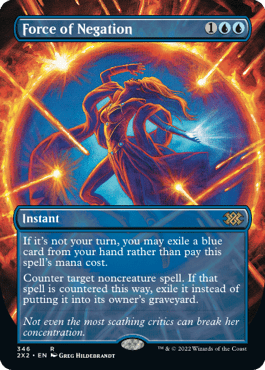 Force of Negation 1
Instant
If it's not your turn, you may exile a blue
card from your hand rather than pay this
spell's mana cost.
Counter target noncreature spell. If that
spell is countered this way, exile it instead of
putting it into its owner's graveyard.
Not even the most scathing critics can break her
concentration.
346 R
2X2 • EN Greg Hildebrandt
™ & © 2022 Wizards of the Coast